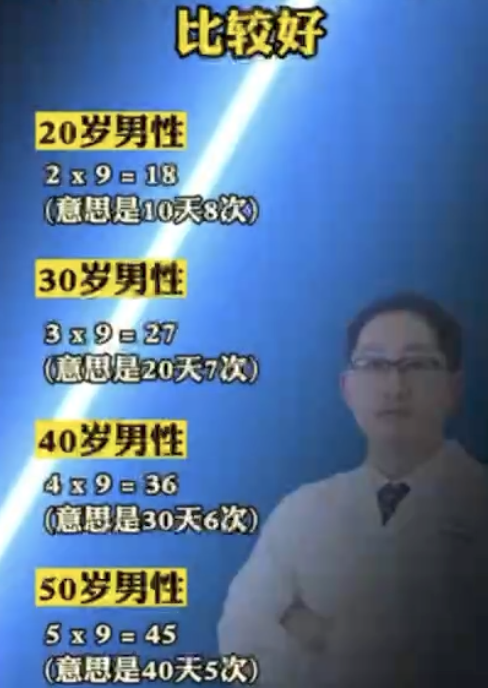 比较好
20岁男性
2 x 9 = 18
(意思是10天8次)
30岁男性
3 x 9 = 27
(意思是20天7次)
40岁男性
4 x 9 = 36
(意思是30天6次)
50岁男性
5 x 9 = 45
(意思是40天5次)